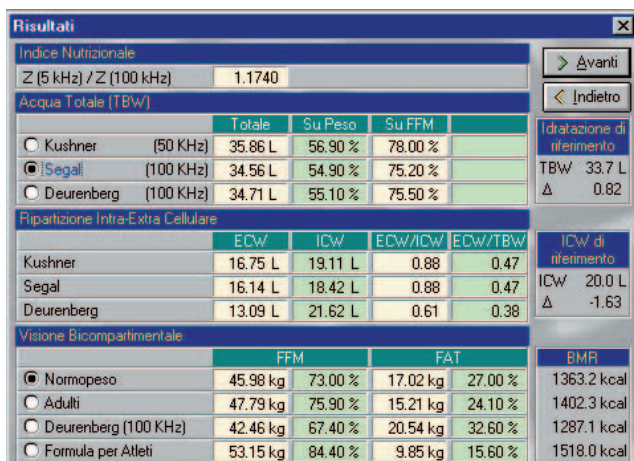 Risultati
Indice Nutrizionale
Z (5 kHz) / Z (100 kHz) 1.1740
> Avanti
< Indietro
Acqua Totale (TBW)
Totale Su Peso Su FFM
Kushner (50 KHz) 35.86 L 56.90 % 78.00 %
Segal (100 KHz) 34.56 L 54.90 % 75.20 %
Deurenberg (100 KHz) 34.71 L 55.10 % 75.50 %
Idratazione di
riferimento
TBW 33.7 L
Δ 0.82
Ripartizione Intra-Extra Cellulare
ECW ICW ECW/ICW ECW/TBW
Kushner 16.75 L 19.11 L 0.88 0.47
Segal 16.14 L 18.42 L 0.88 0.47
Deurenberg 13.09 L 21.62 L 0.61 0.38
ICW di
riferimento
ICW 20.0 L
Δ -1.63
Visione Bicompartimentale
FFM FAT BMR
Normopeso 45.98 kg 73.00 % 17.02 kg 27.00 % 1363.2 kcal
Adulti 47.79 kg 75.90 % 15.21 kg 24.10 % 1402.3 kcal
Deurenberg (100 KHz) 42.46 kg 67.40 % 20.54 kg 32.60 % 1287.1 kcal
Formula per Atleti 53.15 kg 84.40 % 9.85 kg 15.60 % 1518.0 kcal